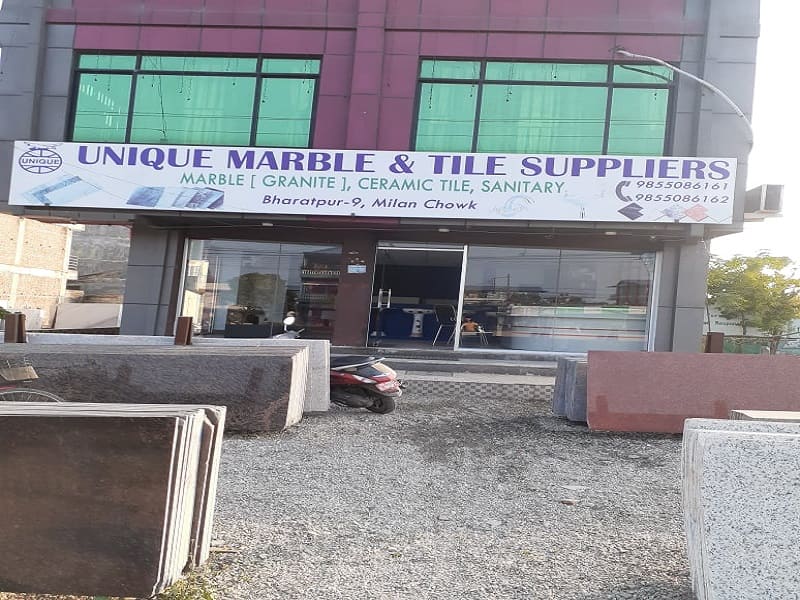 UNIQUE
UNIQUE MARBLE & TILE SUPPLIERS
MARBLE [ GRANITE ], CERAMIC TILE, SANITARY
Bharatpur-9, Milan Chowk
9855086161
9855086162